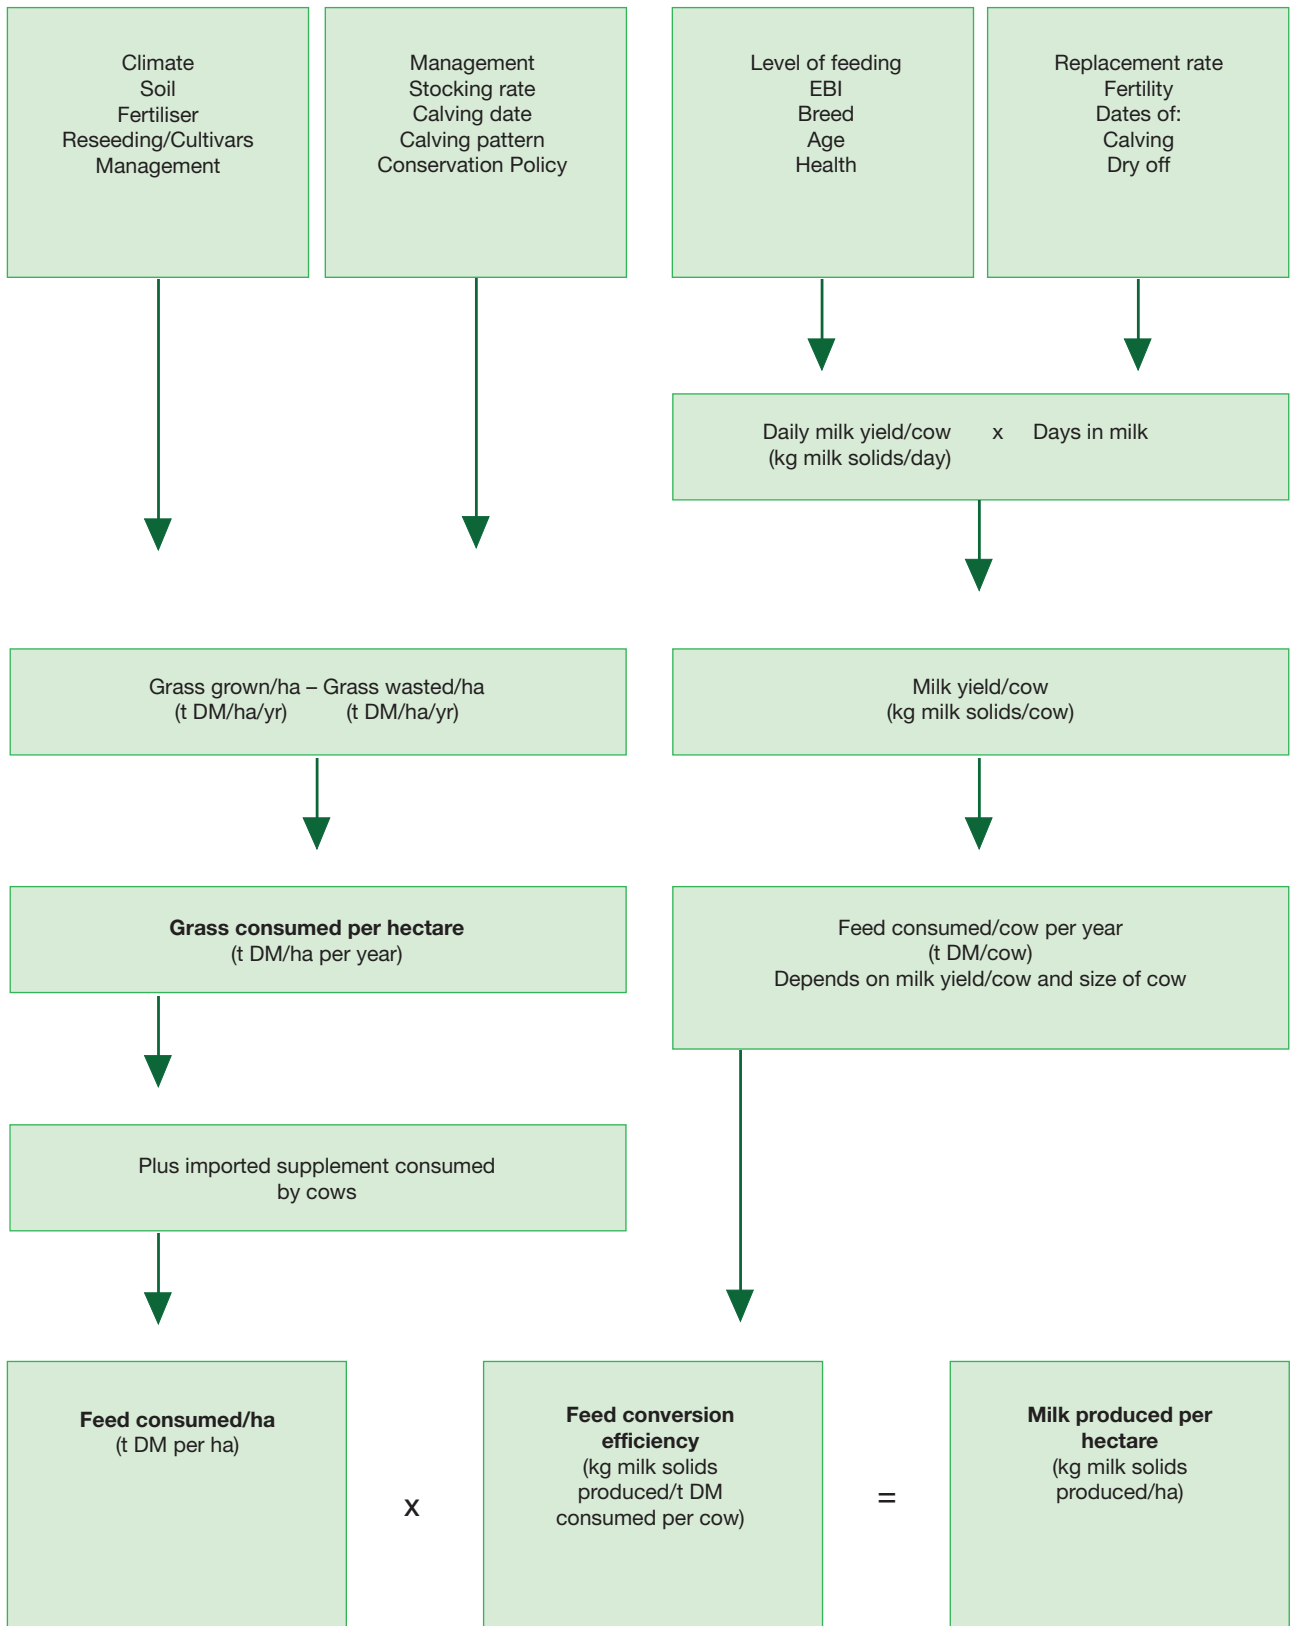 Climate
Soil
Fertiliser
Reseeding/Cultivars
Management
Management
Stocking rate
Calving date
Calving pattern
Conservation Policy
Level of feeding
EBI
Breed
Age
Health
Replacement rate
Fertility
Dates of:
Calving
Dry off
Daily milk yield/cow x Days in milk
(kg milk solids/day)
Grass grown/ha – Grass wasted/ha
(t DM/ha/yr) (t DM/ha/yr)
Milk yield/cow
(kg milk solids/cow)
Grass consumed per hectare
(t DM/ha per year)
Feed consumed/cow per year
(t DM/cow)
Depends on milk yield/cow and size of cow
Plus imported supplement consumed
by cows
Feed consumed/ha
(t DM per ha)
x
Feed conversion
efficiency
(kg milk solids
produced/t DM
consumed per cow)
=
Milk produced per
hectare
(kg milk solids
produced/ha)